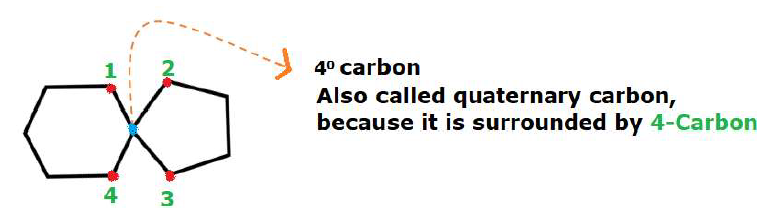 1
2
4⁰ carbon
Also called quaternary carbon,
because it is surrounded by 4-Carbon
4
3